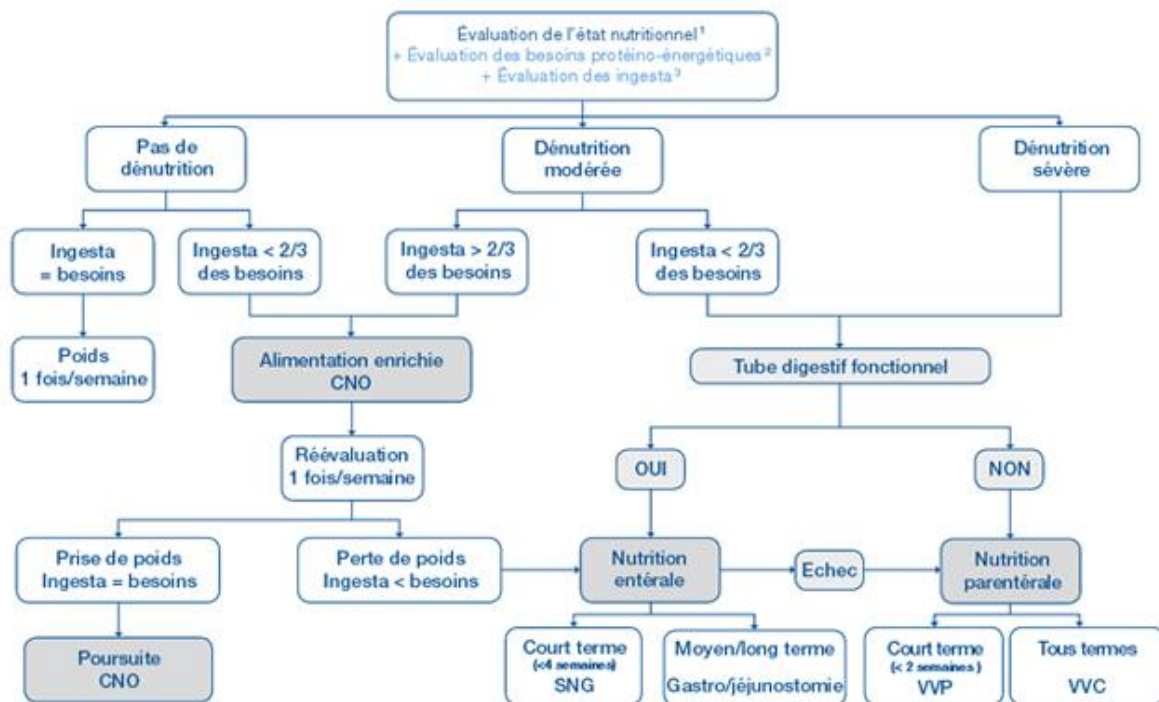 Évaluation de l'état nutritionnel¹
+ Évaluation des besoins protéino-énergétiques²
+ Évaluation des ingesta³
Pas de
dénutrition
Dénutrition
modérée
Dénutrition
sévère
Ingesta
= besoins
Ingesta < 2/3
des besoins
Ingesta > 2/3
des besoins
Ingesta < 2/3
des besoins
Poids
1 fois/semaine
Alimentation enrichie
CNO
Tube digestif fonctionnel
Réévaluation
1 fois/semaine
OUI
NON
Prise de poids
Ingesta = besoins
Perte de poids
Ingesta < besoins
Nutrition
entérale
Echec
Nutrition
parentérale
Poursuite
CNO
Court terme
(<4 semaines)
SNG
Moyen/long terme
Gastro/jéjunostomie
Court terme
(< 2 semaines )
VVP
Tous termes
VVC